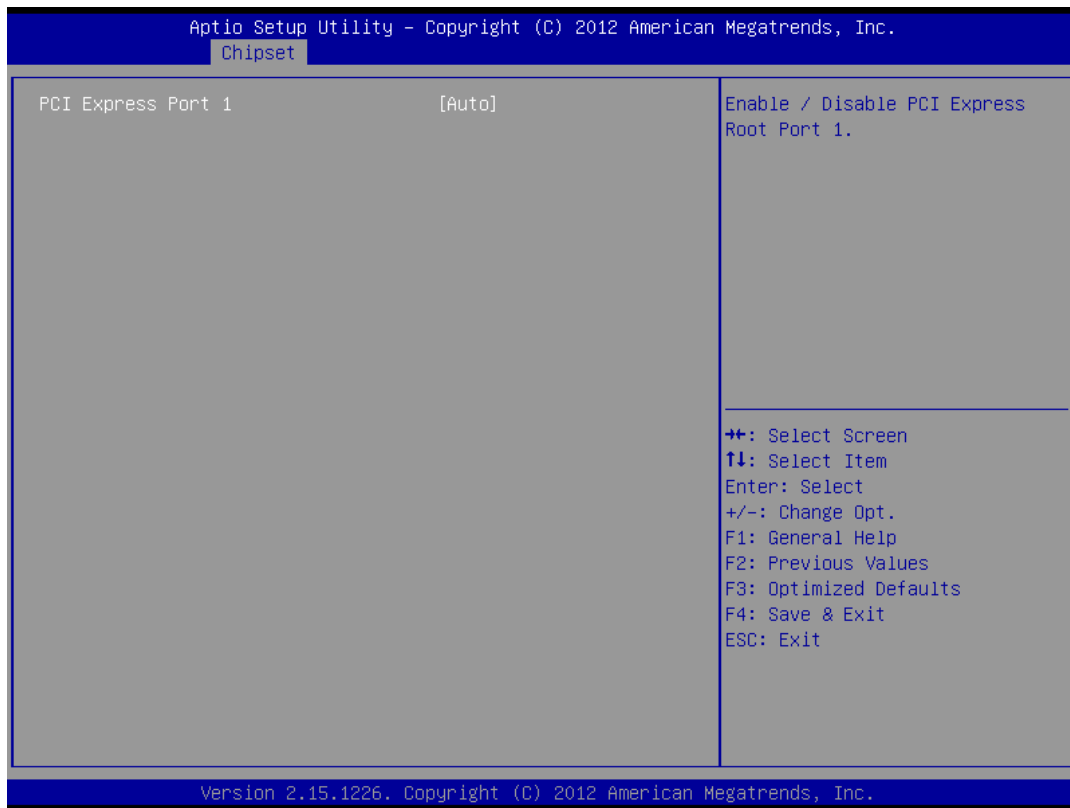 Aptio Setup Utility – Copyright (C) 2012 American Megatrends, Inc.
Chipset
PCI Express Port 1 [Auto]
Enable / Disable PCI Express
Root Port 1.
→←: Select Screen
↑↓: Select Item
Enter: Select
+/-: Change Opt.
F1: General Help
F2: Previous Values
F3: Optimized Defaults
F4: Save & Exit
ESC: Exit
Version 2.15.1226. Copyright (C) 2012 American Megatrends, Inc.